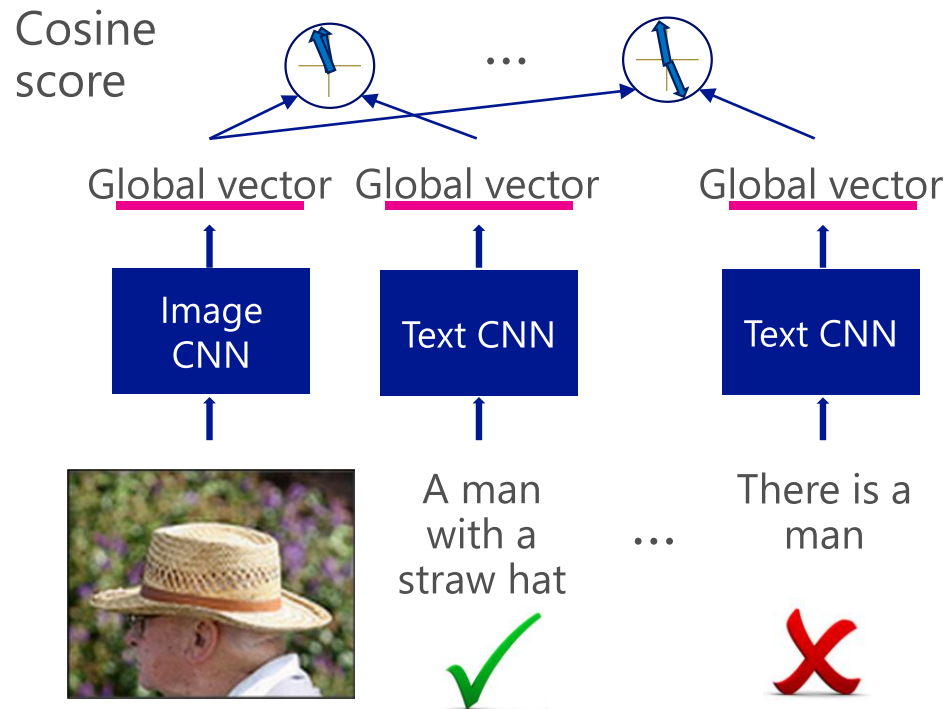 Cosine
score
...
Global vector
Global vector
Global vector
Image
CNN
Text CNN
Text CNN
A man
with a
straw hat
...
There is a
man